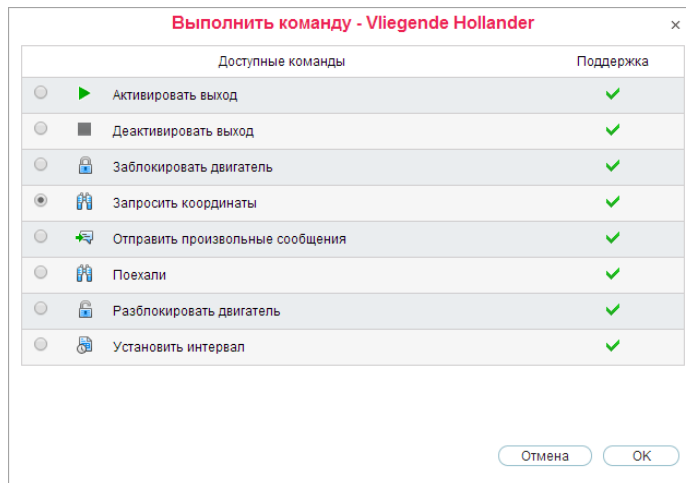 Выполнить команду - Vliegende Hollander
Доступные команды Поддержка
Активировать выход
Деактивировать выход
Заблокировать двигатель
Запросить координаты
Отправить произвольные сообщения
Поехали
Разблокировать двигатель
Установить интервал
Отмена OK